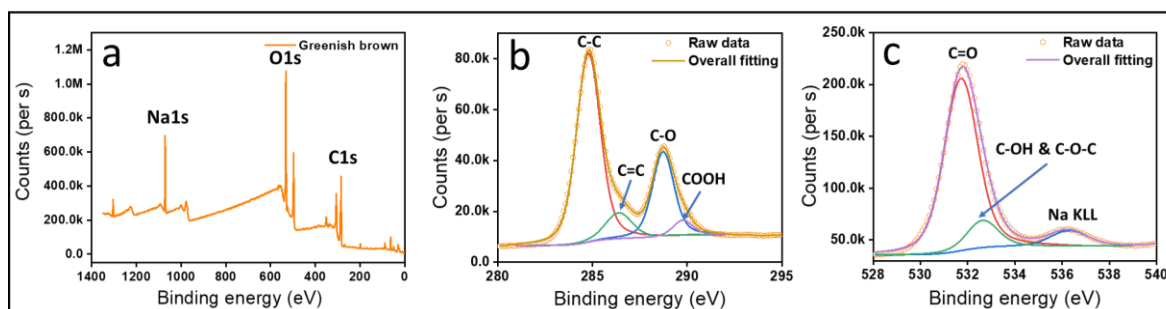 a
Greenish brown
O1s
Na1s
C1s
Counts (per s)
1.2M
1.0M
800.0k
600.0k
400.0k
200.0k
0.0
1400 1200 1000 800 600 400 200 0
Binding energy (eV)
b
C-C
Raw data
Overall fitting
C-O
C=C
COOH
Counts (per s)
80.0k
60.0k
40.0k
20.0k
0.0
280 285 290 295
Binding energy (eV)
c
C=O
Raw data
Overall fitting
C-OH & C-O-C
Na KLL
Counts (per s)
250.0k
200.0k
150.0k
100.0k
50.0k
528 530 532 534 536 538 540
Binding energy (eV)